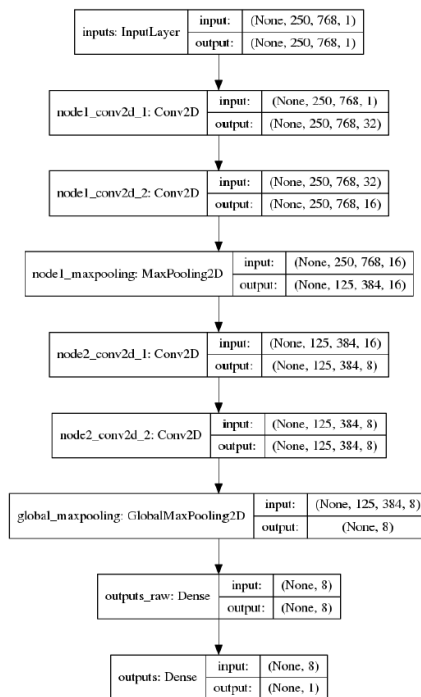 inputs: InputLayer
input: (None, 250, 768, 1)
output: (None, 250, 768, 1)
node1_conv2d_1: Conv2D
input: (None, 250, 768, 1)
output: (None, 250, 768, 32)
node1_conv2d_2: Conv2D
input: (None, 250, 768, 32)
output: (None, 250, 768, 16)
node1_maxpooling: MaxPooling2D
input: (None, 250, 768, 16)
output: (None, 125, 384, 16)
node2_conv2d_1: Conv2D
input: (None, 125, 384, 16)
output: (None, 125, 384, 8)
node2_conv2d_2: Conv2D
input: (None, 125, 384, 8)
output: (None, 125, 384, 8)
global_maxpooling: GlobalMaxPooling2D
input: (None, 125, 384, 8)
output: (None, 8)
outputs_raw: Dense
input: (None, 8)
output: (None, 8)
outputs: Dense
input: (None, 8)
output: (None, 1)